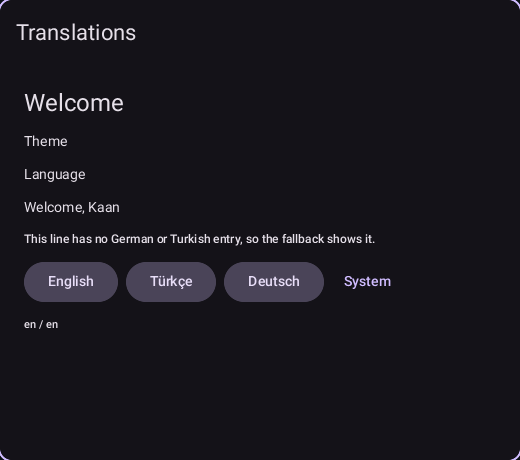 Translations
Welcome
Theme
Language
Welcome, Kaan
This line has no German or Turkish entry, so the fallback shows it.
English Türkçe Deutsch System
en / en